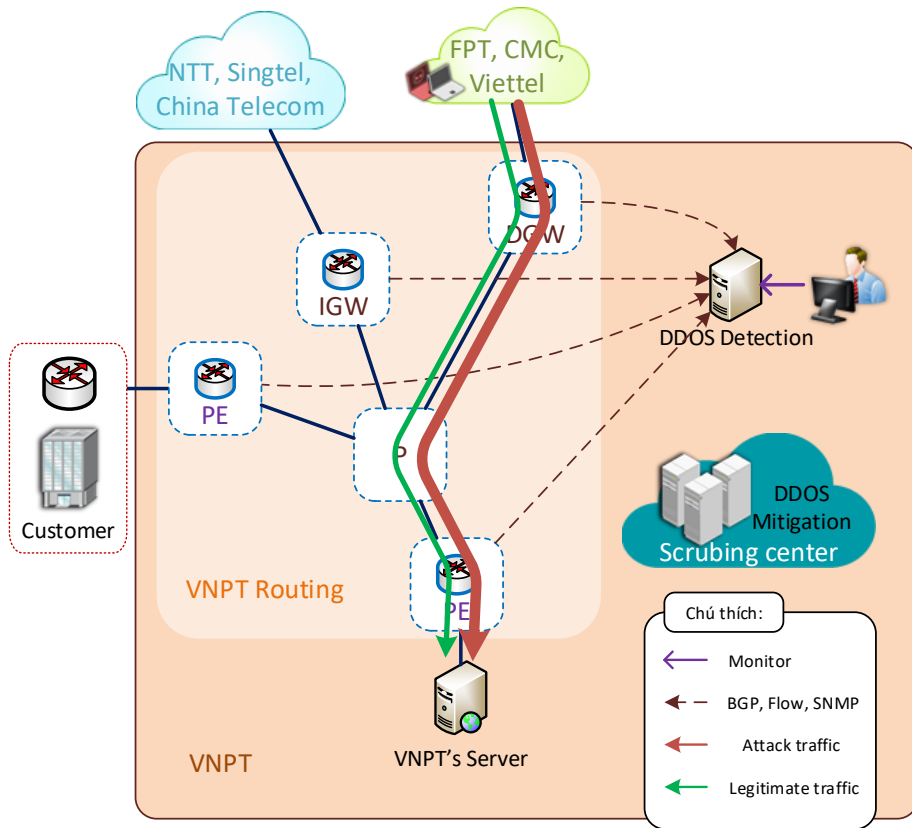 NTT, Singtel,
China Telecom
FPT, CMC,
Viettel
DGW
IGW
DDOS Detection
PE
P
Customer
DDOS
Mitigation
Scrubing center
VNPT Routing
PE
VNPT's Server
VNPT
Chú thích:
Monitor
BGP, Flow, SNMP
Attack traffic
Legitimate traffic